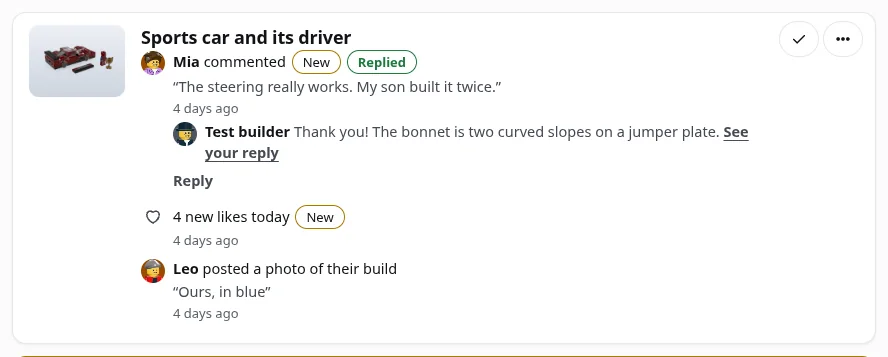 Sports car and its driver
Mia commented New Replied
“The steering really works. My son built it twice.”
4 days ago
Test builder Thank you! The bonnet is two curved slopes on a jumper plate. See
your reply
Reply
4 new likes today New
4 days ago
Leo posted a photo of their build
“Ours, in blue”
4 days ago